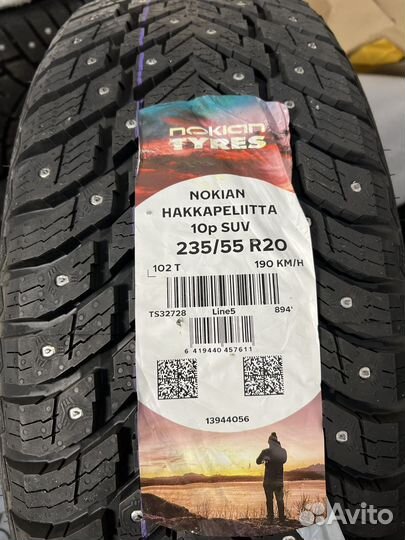 nokian
TYRES
NOKIAN
HAKKAPELIITTA
10p SUV
235/55 R20
102 T 190 KM/H
TS32728 Line5 894'
6 419440 457611
13944056
Avito